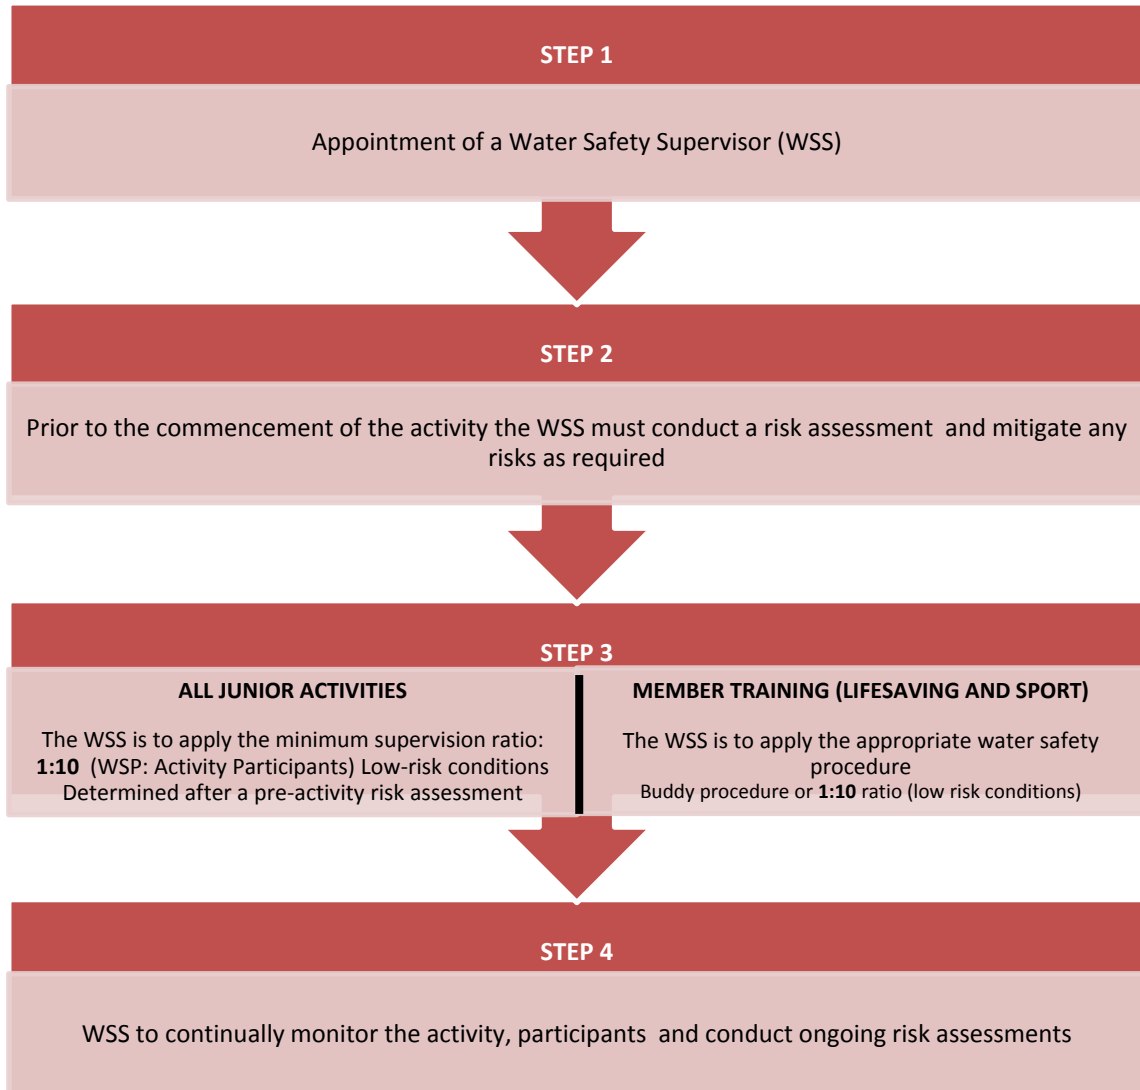 STEP 1
Appointment of a Water Safety Supervisor (WSS)
STEP 2
Prior to the commencement of the activity the WSS must conduct a risk assessment and mitigate any
risks as required
STEP 3
ALL JUNIOR ACTIVITIES
The WSS is to apply the minimum supervision ratio:
1:10 (WSP: Activity Participants) Low-risk conditions
Determined after a pre-activity risk assessment
MEMBER TRAINING (LIFESAVING AND SPORT)
The WSS is to apply the appropriate water safety
procedure
Buddy procedure or 1:10 ratio (low risk conditions)
STEP 4
WSS to continually monitor the activity, participants and conduct ongoing risk assessments